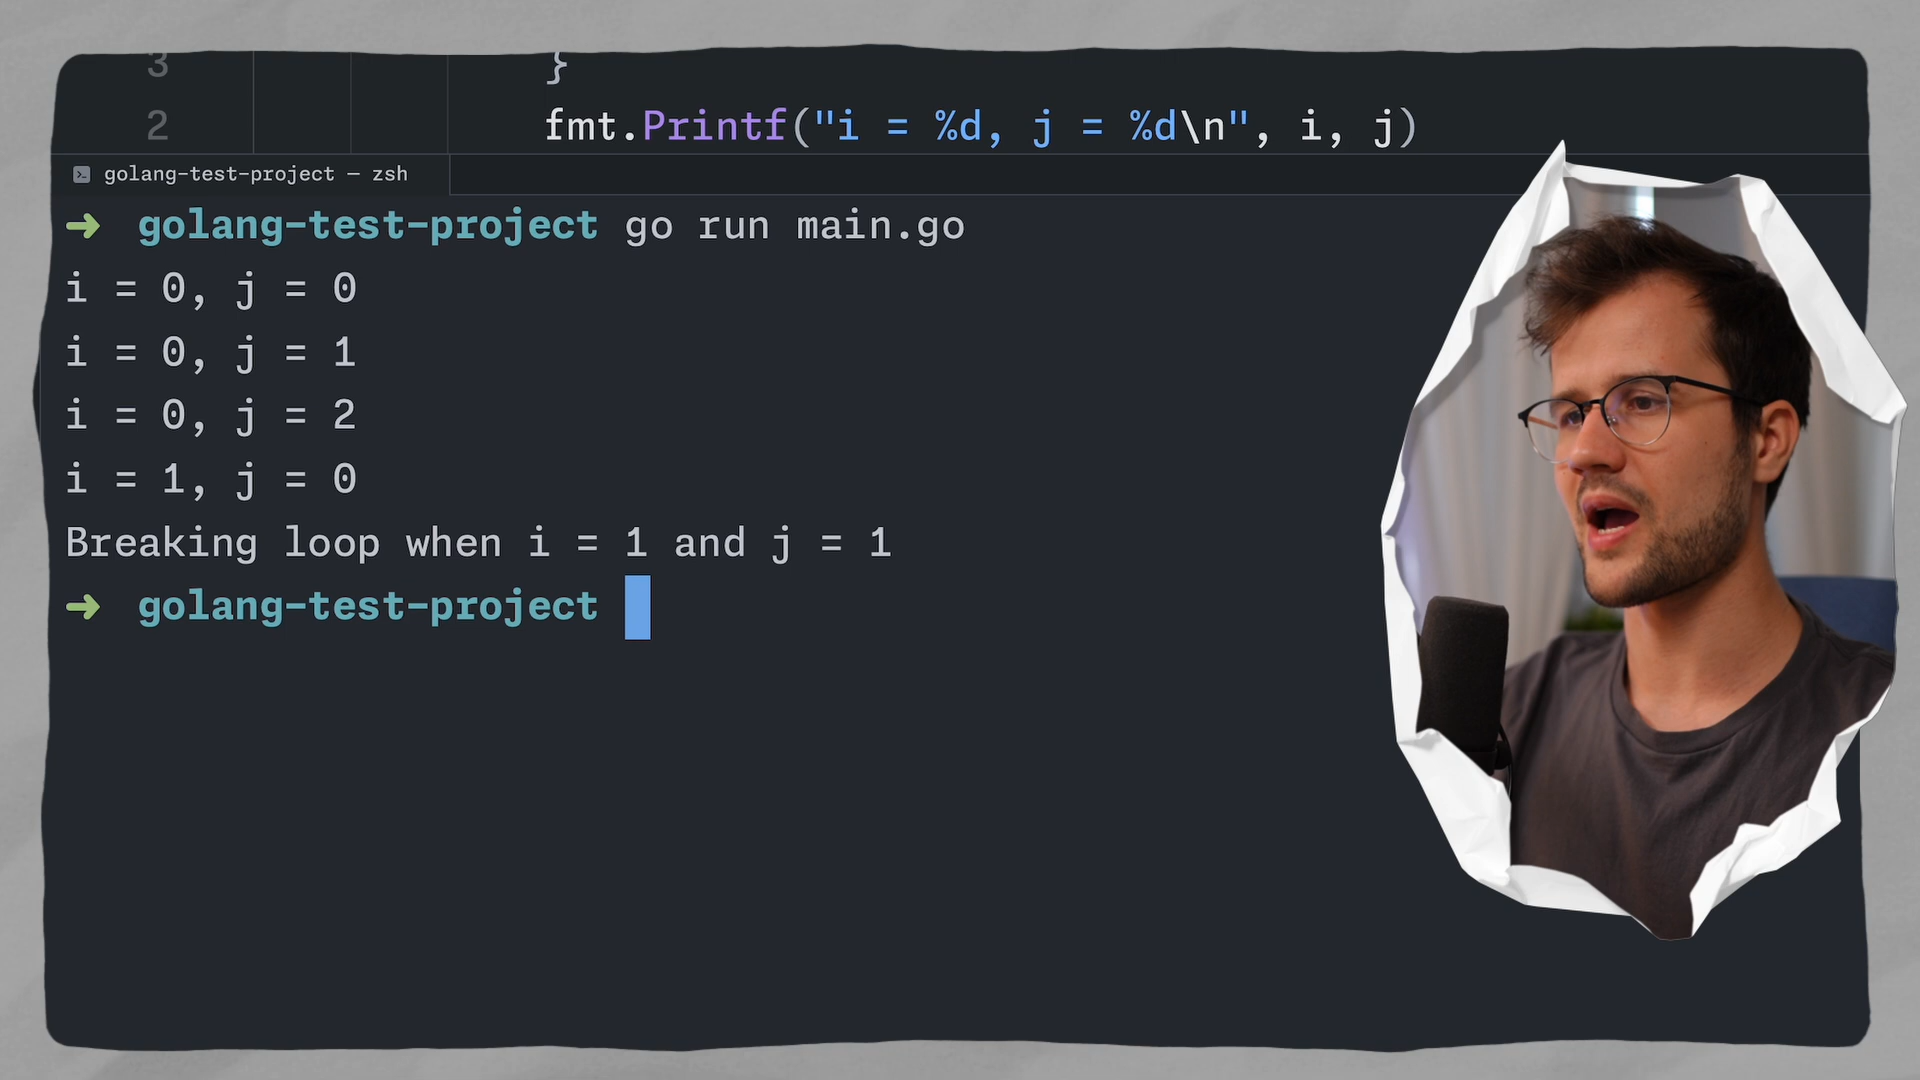 3 }
2 fmt.Printf("i = %d, j = %d\n", i, j)
golang-test-project — zsh
➜ golang-test-project go run main.go
i = 0, j = 0
i = 0, j = 1
i = 0, j = 2
i = 1, j = 0
Breaking loop when i = 1 and j = 1
➜ golang-test-project